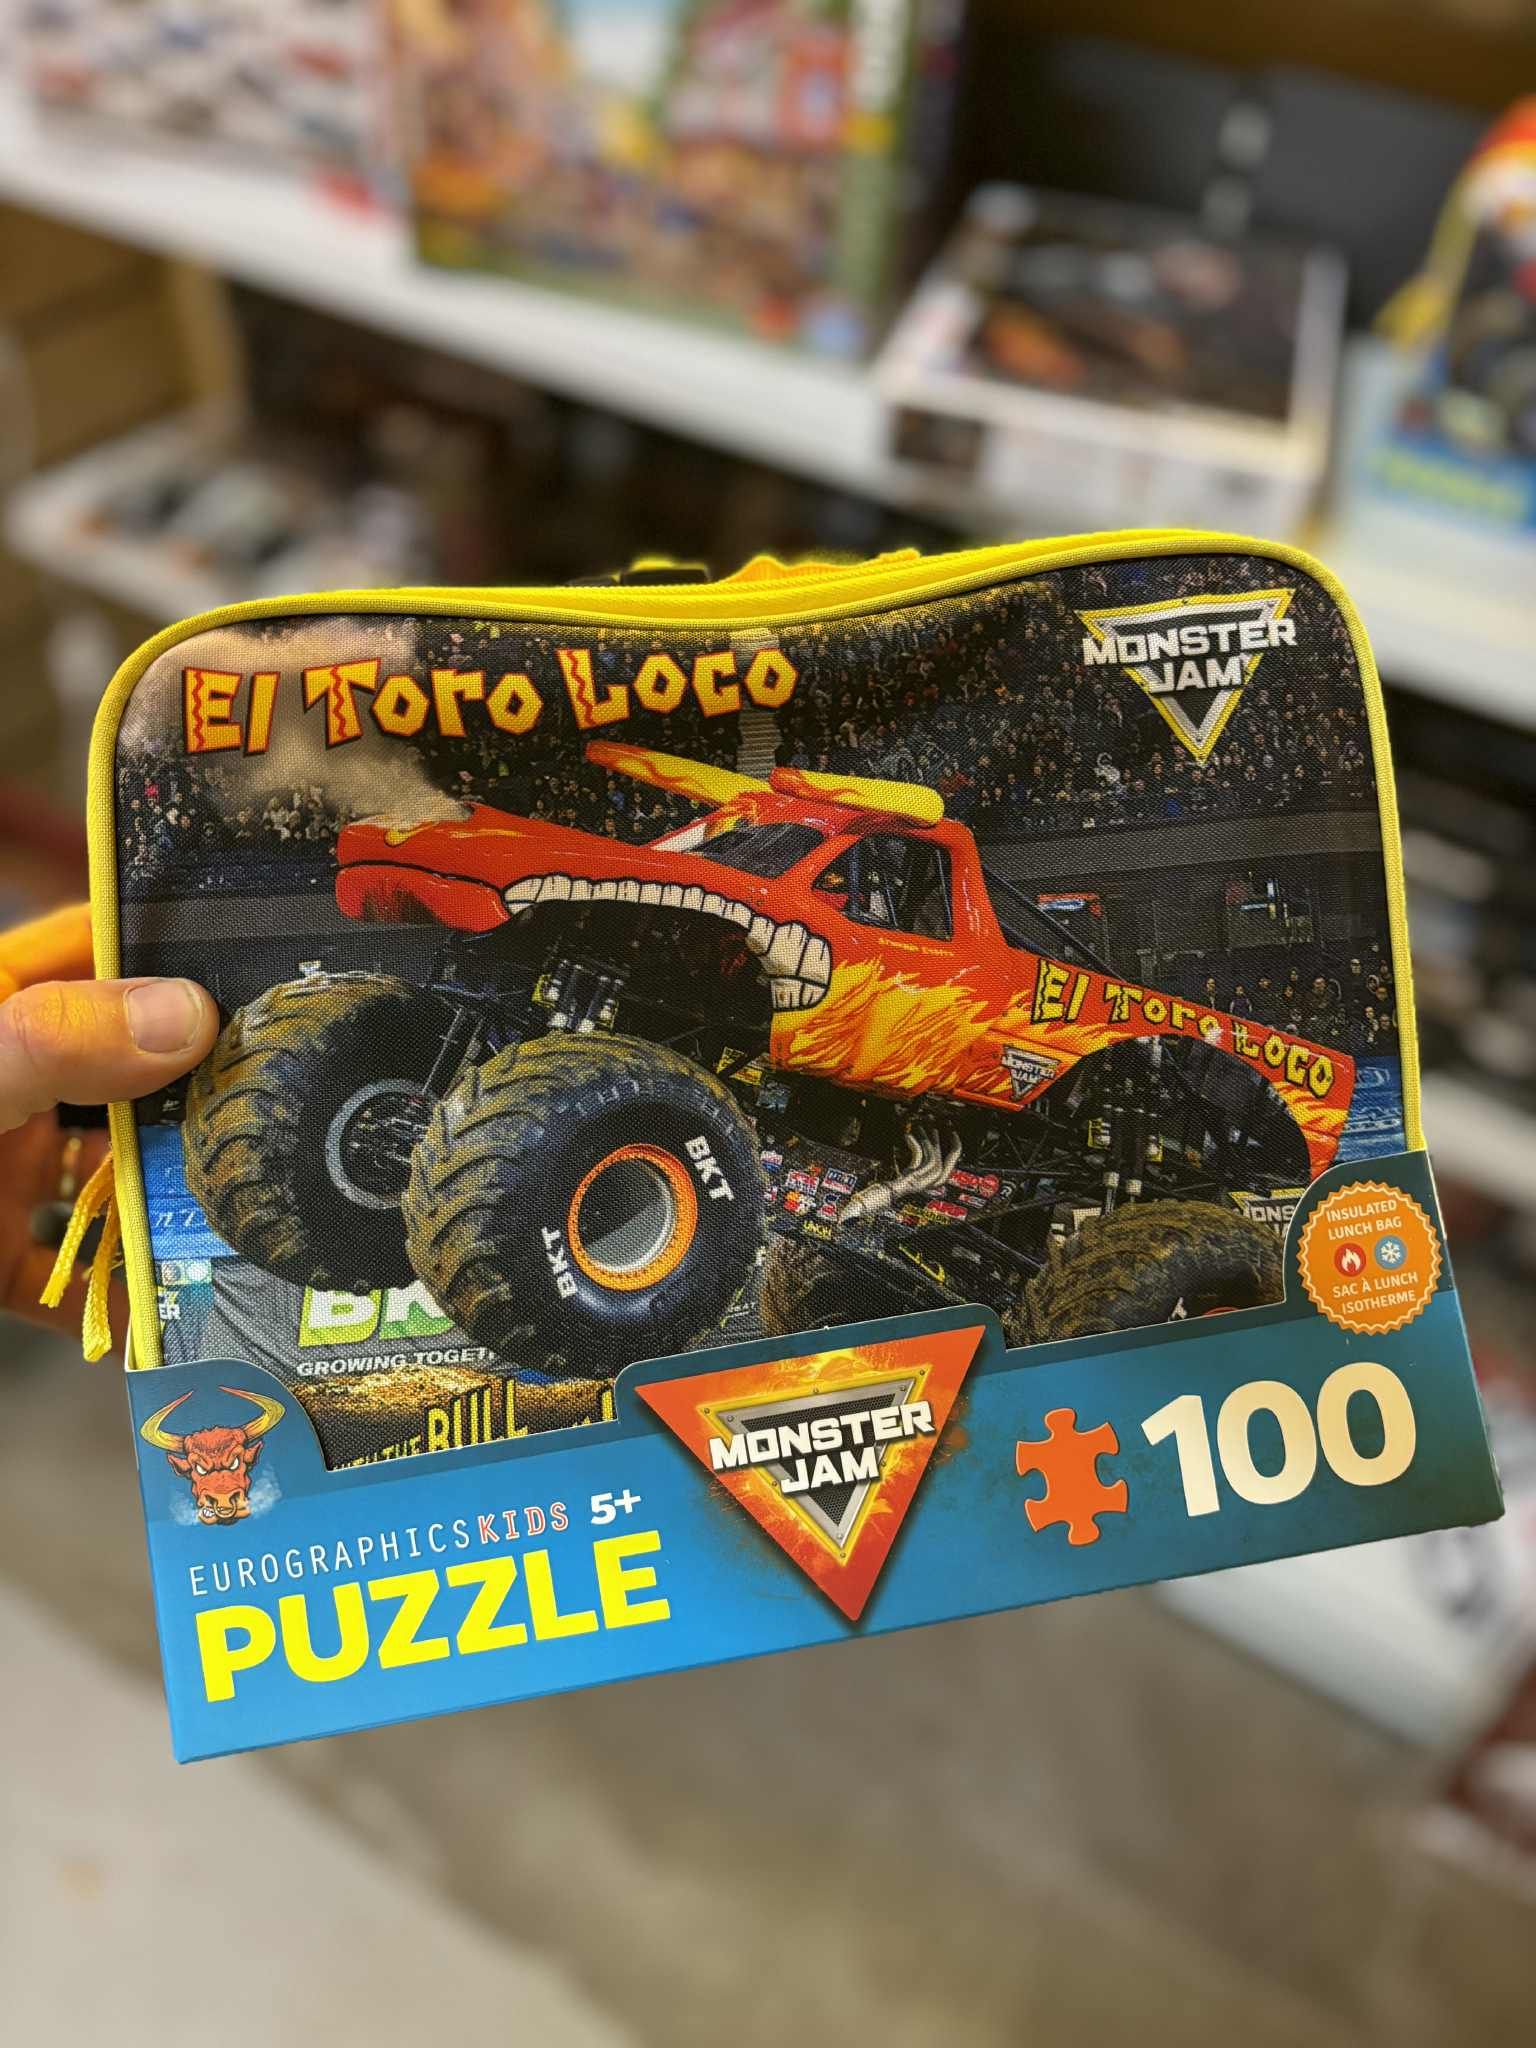 El Toro Loco
MONSTER
JAM
El Toro Loco
BKT
BKT
GROWING
THE BULL
INSULATED
LUNCH BAG
SAC À LUNCH
ISOTHERME
MONSTER
JAM
100
EUROGRAPHICSKIDS 5+
PUZZLE